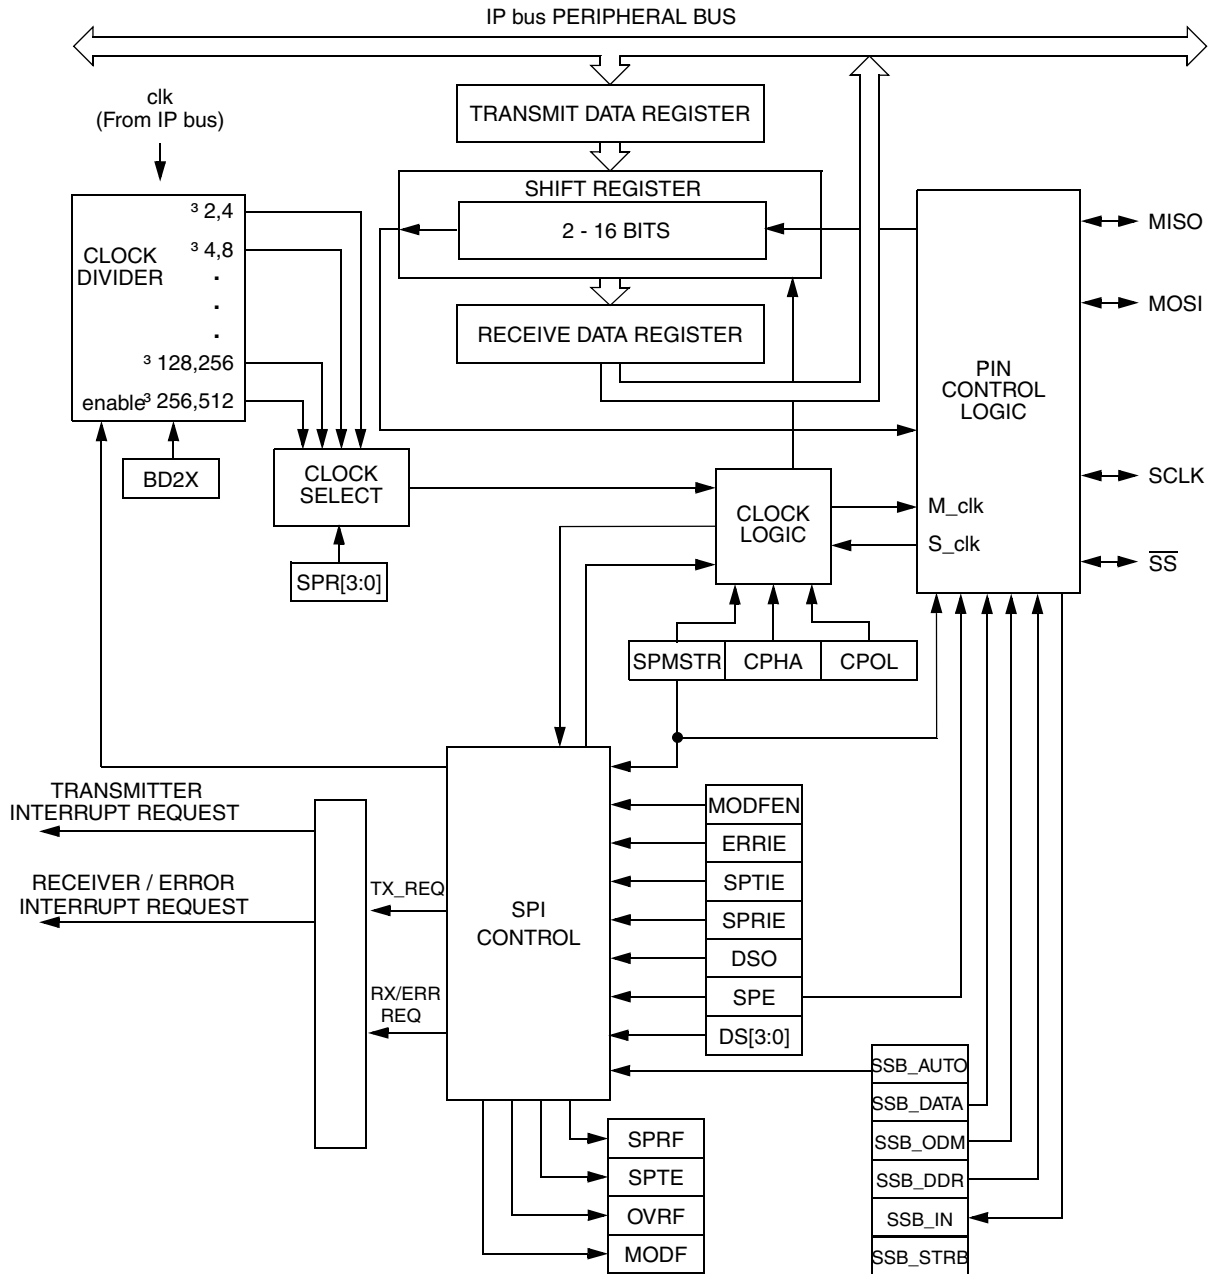 IP bus PERIPHERAL BUS
clk
(From IP bus)
TRANSMIT DATA REGISTER
SHIFT REGISTER
2 - 16 BITS
RECEIVE DATA REGISTER
CLOCK
DIVIDER
³ 2,4
³ 4,8
.
.
.
³ 128,256
enable³ 256,512
BD2X
CLOCK
SELECT
SPR[3:0]
CLOCK
LOGIC
PIN
CONTROL
LOGIC
M_clk
S_clk
MISO
MOSI
SCLK
SS
SPMSTR
CPHA
CPOL
TRANSMITTER
INTERRUPT REQUEST
RECEIVER / ERROR
INTERRUPT REQUEST
TX_REQ
RX/ERR
REQ
SPI
CONTROL
MODFEN
ERRIE
SPTIE
SPRIE
DSO
SPE
DS[3:0]
SSB_AUTO
SSB_DATA
SSB_ODM
SSB_DDR
SSB_IN
SSB_STRB
SPRF
SPTE
OVRF
MODF